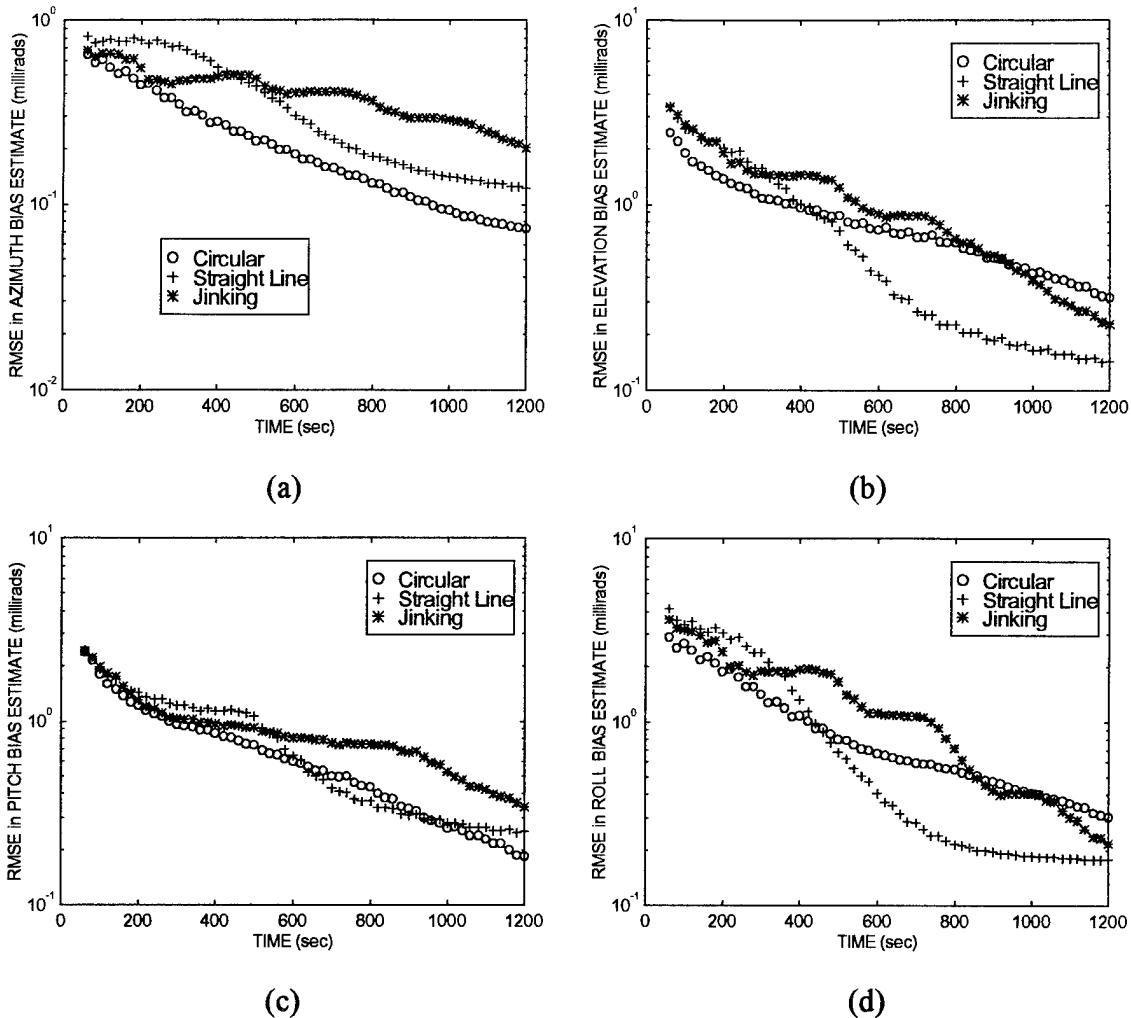 (a)
RMSE in AZIMUTH BIAS ESTIMATE (millirads)
10^0
10^-1
10^-2
Circular
Straight Line
Jinking
0 200 400 600 800 1000 1200
TIME (sec)
(b)
RMSE in ELEVATION BIAS ESTIMATE (millirads)
10^1
10^0
10^-1
Circular
Straight Line
Jinking
0 200 400 600 800 1000 1200
TIME (sec)
(c)
RMSE in PITCH BIAS ESTIMATE (millirads)
10^1
10^0
10^-1
Circular
Straight Line
Jinking
0 200 400 600 800 1000 1200
TIME (sec)
(d)
RMSE in ROLL BIAS ESTIMATE (millirads)
10^1
10^0
10^-1
Circular
Straight Line
Jinking
0 200 400 600 800 1000 1200
TIME (sec)